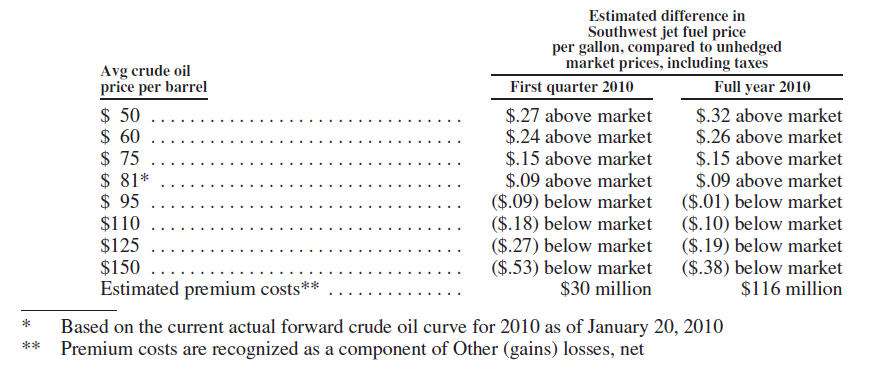 Estimated difference in
Southwest jet fuel price
per gallon, compared to unhedged
market prices, including taxes
Avg crude oil
price per barrel
First quarter 2010 Full year 2010
$ 50 . . . . . . . . . . . . . . . . . . . . . . . . . . . . . . . . $.27 above market $.32 above market
$ 60 . . . . . . . . . . . . . . . . . . . . . . . . . . . . . . . . $.24 above market $.26 above market
$ 75 . . . . . . . . . . . . . . . . . . . . . . . . . . . . . . . . $.15 above market $.15 above market
$ 81* . . . . . . . . . . . . . . . . . . . . . . . . . . . . . . . $.09 above market $.09 above market
$ 95 . . . . . . . . . . . . . . . . . . . . . . . . . . . . . . . . ($.09) below market ($.01) below market
$110 . . . . . . . . . . . . . . . . . . . . . . . . . . . . . . . . ($.18) below market ($.10) below market
$125 . . . . . . . . . . . . . . . . . . . . . . . . . . . . . . . . ($.27) below market ($.19) below market
$150 . . . . . . . . . . . . . . . . . . . . . . . . . . . . . . . . ($.53) below market ($.38) below market
Estimated premium costs** . . . . . . . . . . . . . . $30 million $116 million
* Based on the current actual forward crude oil curve for 2010 as of January 20, 2010
** Premium costs are recognized as a component of Other (gains) losses, net